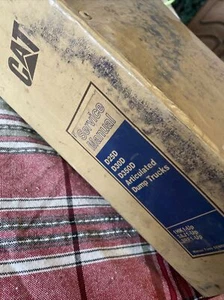 CAT
Service
Manual
D25D
D30D
D350D
Articulated
Dump Trucks